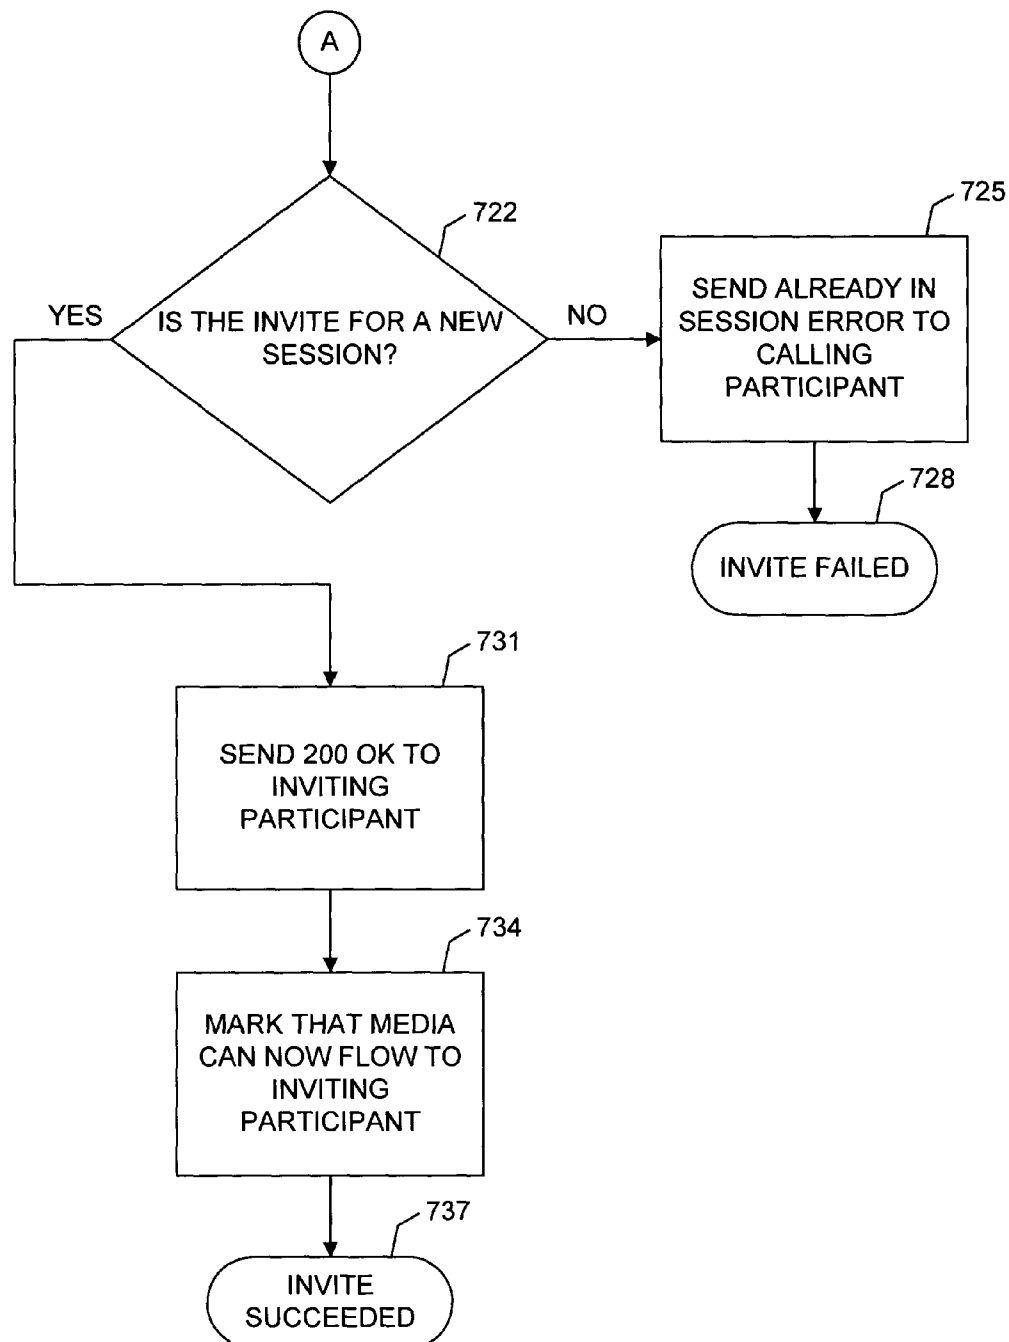 A
722
IS THE INVITE FOR A NEW
SESSION?
YES
NO
725
SEND ALREADY IN
SESSION ERROR TO
CALLING
PARTICIPANT
728
INVITE FAILED
731
SEND 200 OK TO
INVITING
PARTICIPANT
734
MARK THAT MEDIA
CAN NOW FLOW TO
INVITING
PARTICIPANT
737
INVITE
SUCCEEDED